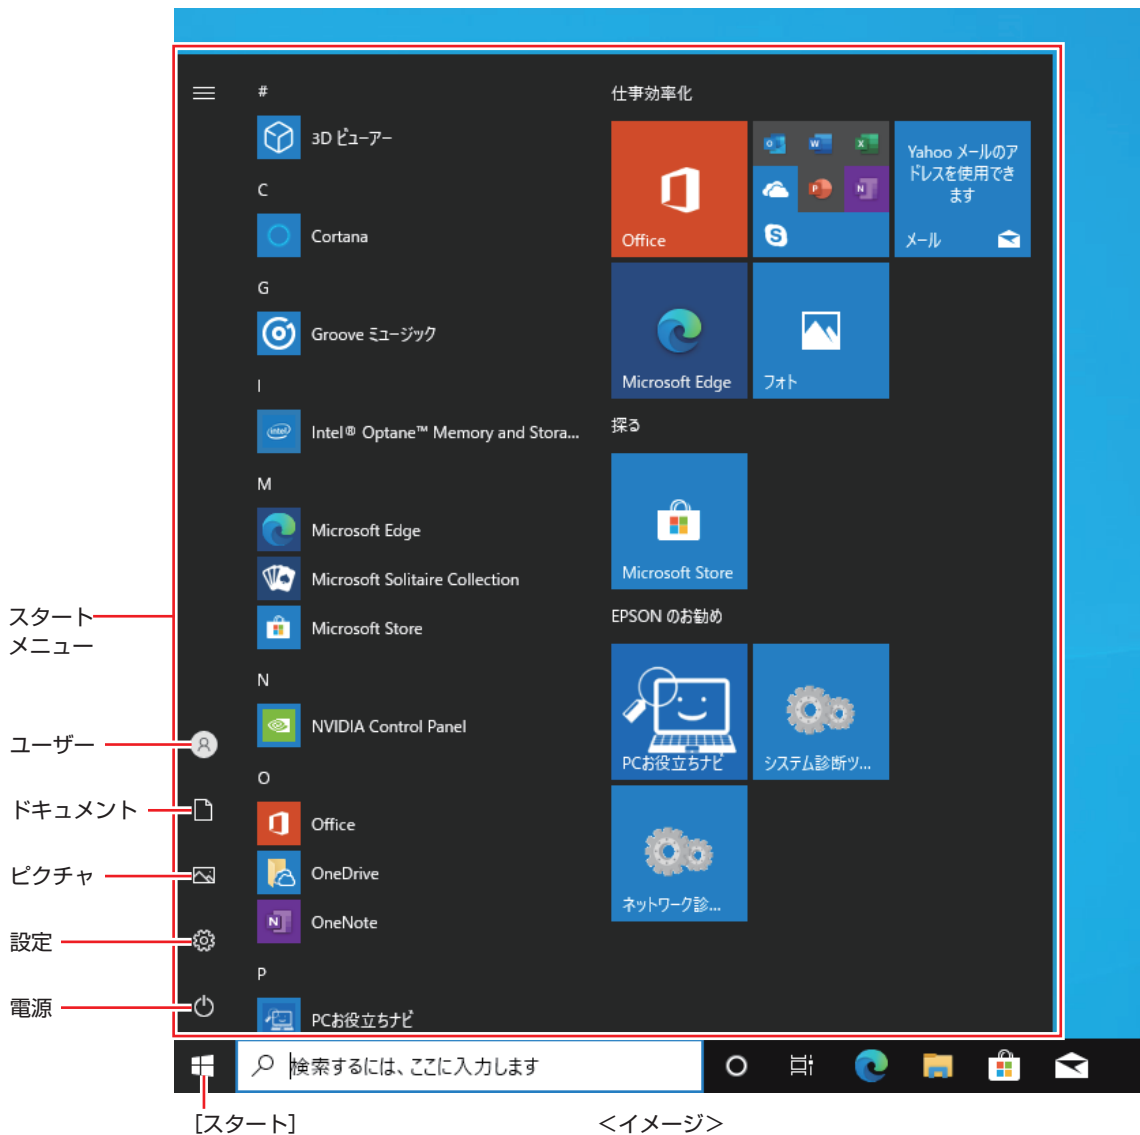 #
3D ビューアー
C
Cortana
G
Groove ミュージック
I
intel
Intel® Optane™ Memory and Stora...
M
Microsoft Edge
Microsoft Solitaire Collection
Microsoft Store
N
NVIDIA Control Panel
O
Office
OneDrive
N
OneNote
P
PCお役立ちナビ
仕事効率化
Office
O
W
X
P
N
S
Yahoo メールのア
ドレスを使用でき
ます
メール
Microsoft Edge
フォト
探る
Microsoft Store
EPSON のお勧め
PCお役立ちナビ
システム診断ツ...
ネットワーク診...
スタート
メニュー
ユーザー
ドキュメント
ピクチャ
設定
電源
検索するには、ここに入力します
[スタート]
＜イメージ＞